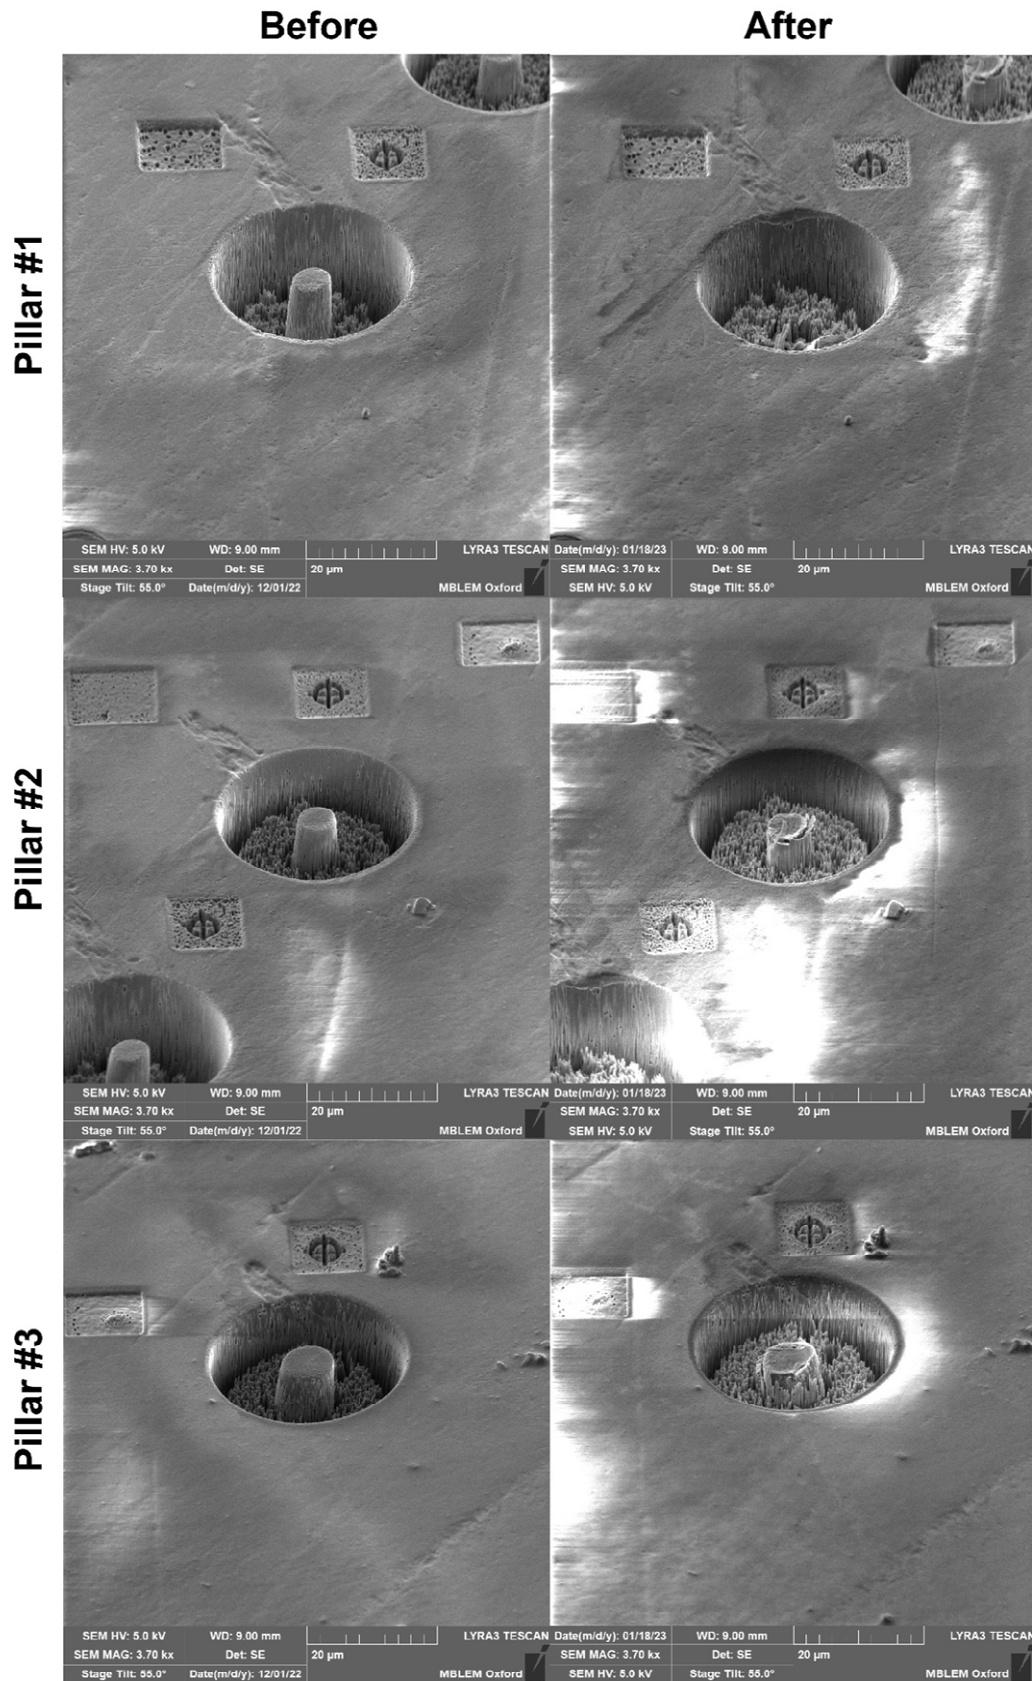 Before
After
Pillar #1
SEM HV: 5.0 kV WD: 9.00 mm LYRA3 TESCAN
SEM MAG: 3.70 kx Det: SE 20 µm
Stage Tilt: 55.0° Date(m/d/y): 12/01/22 MBLEM Oxford
Date(m/d/y): 01/18/23 WD: 9.00 mm LYRA3 TESCAN
SEM MAG: 3.70 kx Det: SE 20 µm
SEM HV: 5.0 kV Stage Tilt: 55.0° MBLEM Oxford
Pillar #2
SEM HV: 5.0 kV WD: 9.00 mm LYRA3 TESCAN
SEM MAG: 3.70 kx Det: SE 20 µm
Stage Tilt: 55.0° Date(m/d/y): 12/01/22 MBLEM Oxford
Date(m/d/y): 01/18/23 WD: 9.00 mm LYRA3 TESCAN
SEM MAG: 3.70 kx Det: SE 20 µm
SEM HV: 5.0 kV Stage Tilt: 55.0° MBLEM Oxford
Pillar #3
SEM HV: 5.0 kV WD: 9.00 mm LYRA3 TESCAN
SEM MAG: 3.70 kx Det: SE 20 µm
Stage Tilt: 55.0° Date(m/d/y): 12/01/22 MBLEM Oxford
Date(m/d/y): 01/18/23 WD: 9.00 mm LYRA3 TESCAN
SEM MAG: 3.70 kx Det: SE 20 µm
SEM HV: 5.0 kV Stage Tilt: 55.0° MBLEM Oxford